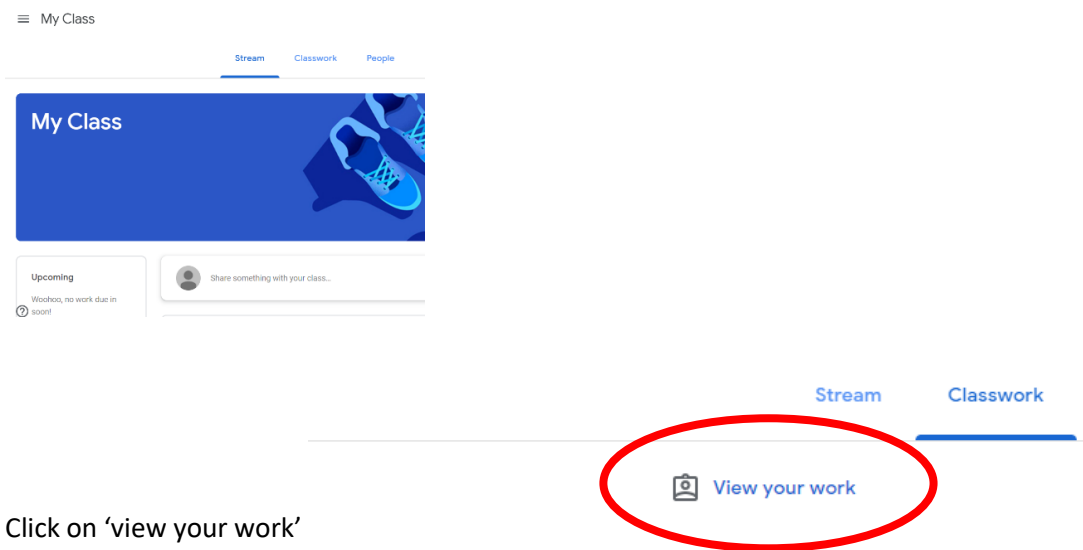 My Class
Stream Classwork People
My Class
Upcoming
Share something with your class...
Woohoo, no work due in
soon!
Stream Classwork
View your work
Click on ‘view your work’